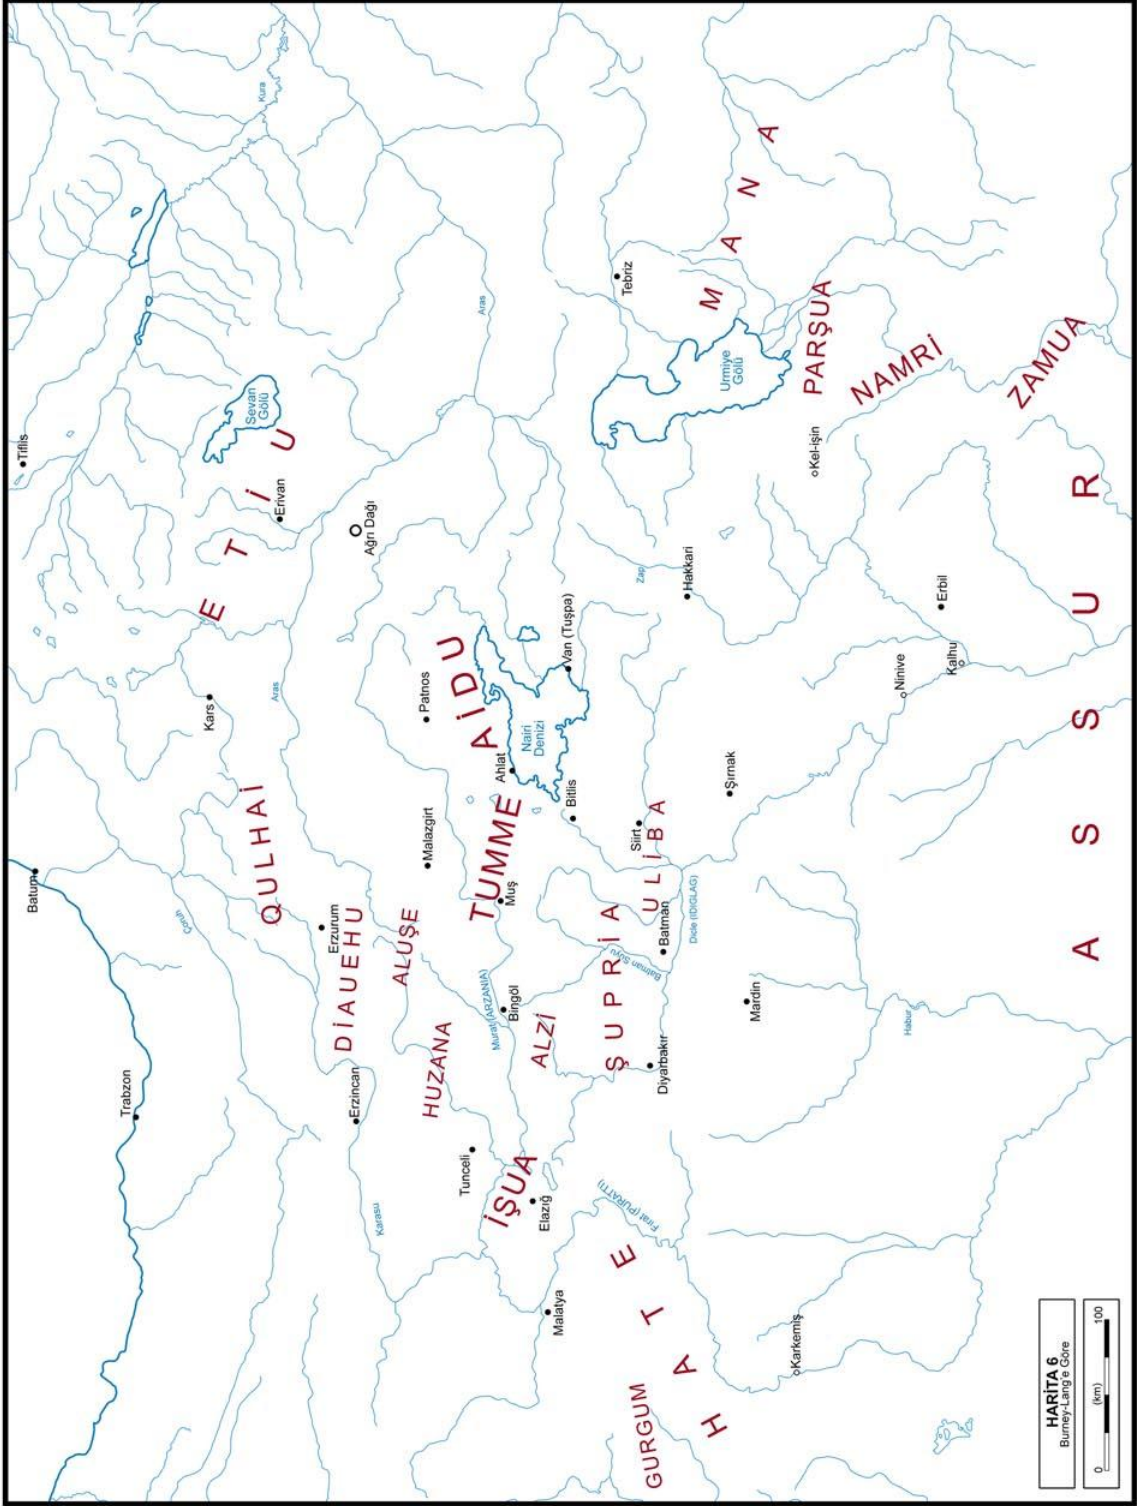 Batum
Tiflis
Trabzon
Kura
Çoruh
Kars
Sevan
Gölü
ETİU
Erivan
QULHAİ
Aras
Erzurum
DİAUEHU
Erzincan
Ağrı Dağı
Karasu
ALUŞE
HUZANA
Malazgirt
Patnos
AİDU
Aras
Tunceli
Murat (ARZANIA)
TUMME
Muş
Ahlat
Bingöl
İŞUA
Elazığ
ALZİ
Nairi
Denizi
Van (Tuşpa)
Malatya
Bitlis
Tebriz
Fırat (PURATTI)
ŞUPRİA
Batman Suyu
Siirt
ULİBA
Zap
Diyarbakır
Batman
Dicle (IDIGLAG)
Hakkari
HATE
GURGUM
Şırnak
Urmiye
Gölü
MANA
Mardin
Karkemiş
Kel-işin
PARŞUA
NAMRİ
Habur
Ninive
Kalhu
Erbil
ZAMUA
ASSUR
HARİTA 6
Burney-Lang'e Göre
0 (km) 100